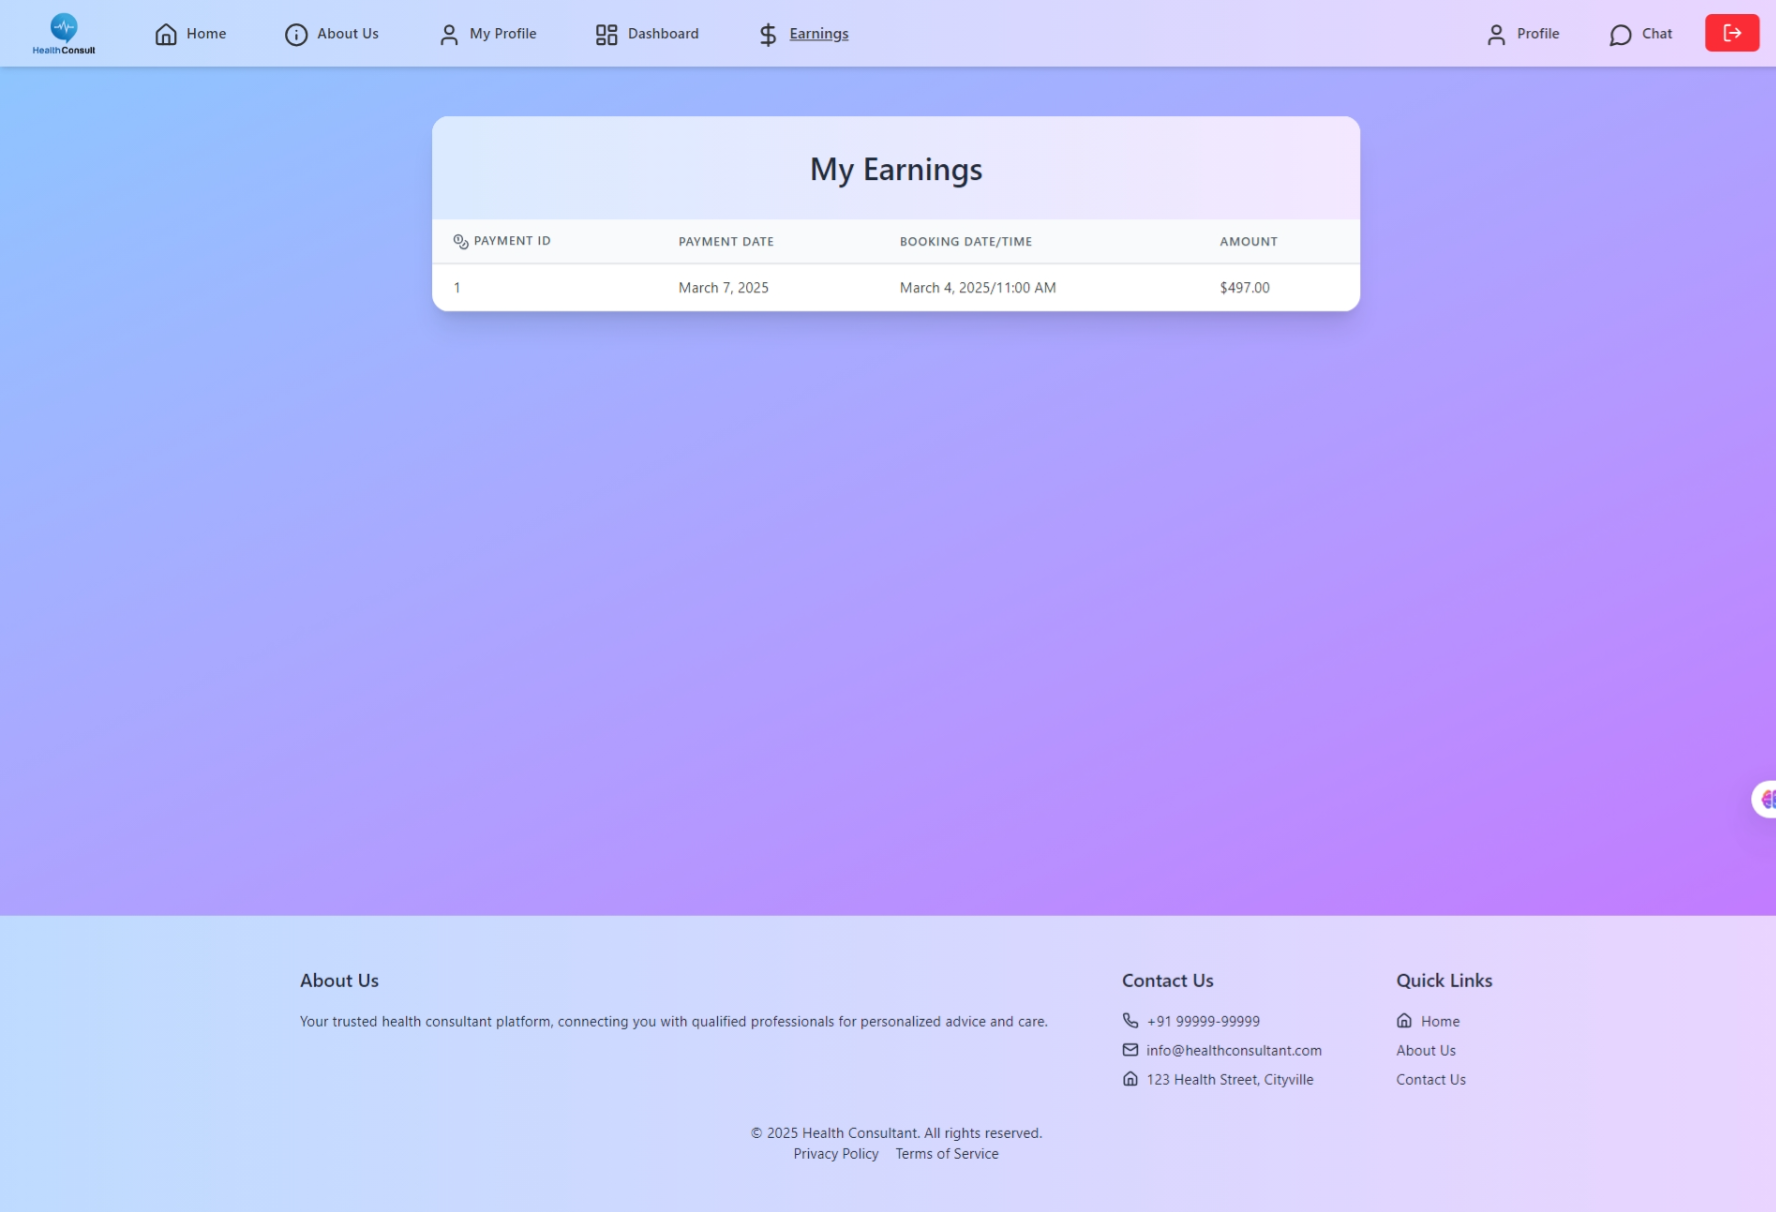 HealthConsult
Home
About Us
My Profile
Dashboard
Earnings
Profile
Chat
My Earnings
PAYMENT ID PAYMENT DATE BOOKING DATE/TIME AMOUNT
1 March 7, 2025 March 4, 2025/11:00 AM $497.00
About Us
Your trusted health consultant platform, connecting you with qualified professionals for personalized advice and care.
Contact Us
+91 99999-99999
info@healthconsultant.com
123 Health Street, Cityville
Quick Links
Home
About Us
Contact Us
© 2025 Health Consultant. All rights reserved.
Privacy Policy Terms of Service